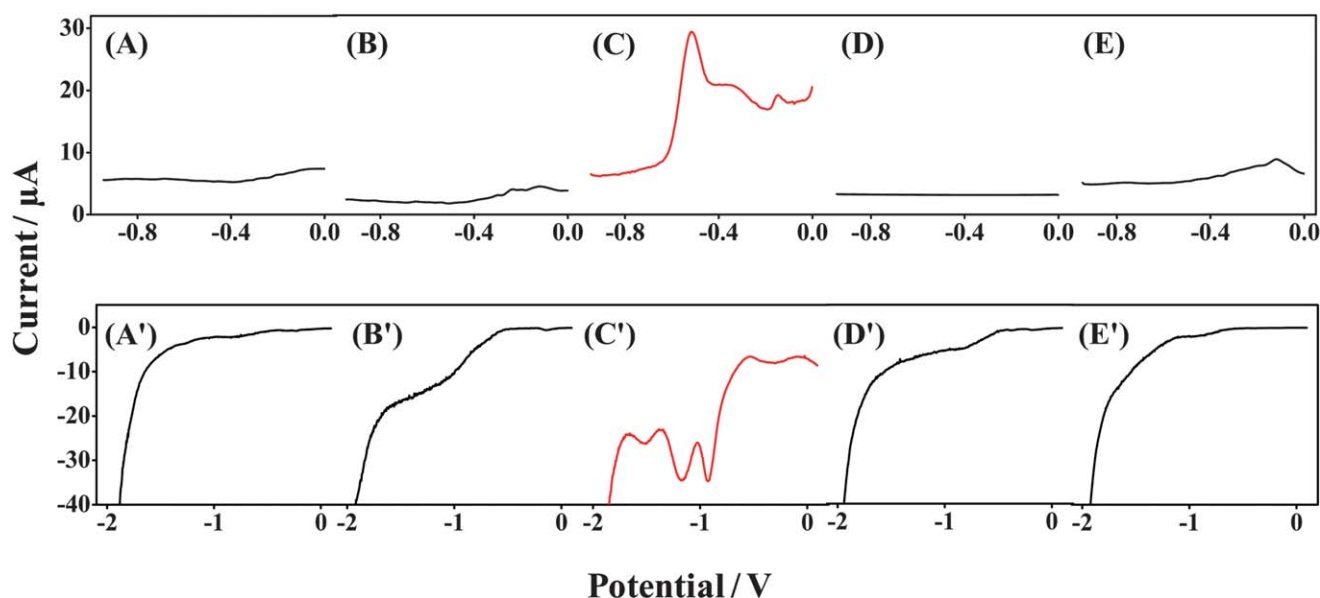 30
20
10
0
(A) (B) (C) (D) (E)
-0.8 -0.4 0.0 -0.8 -0.4 0.0 -0.8 -0.4 0.0 -0.8 -0.4 0.0 -0.8 -0.4 0.0
Current / μA
0
-10
-20
-30
-40
(A') (B') (C') (D') (E')
-2 -1 0 -2 -1 0 -2 -1 0 -2 -1 0 -2 -1 0
Potential / V